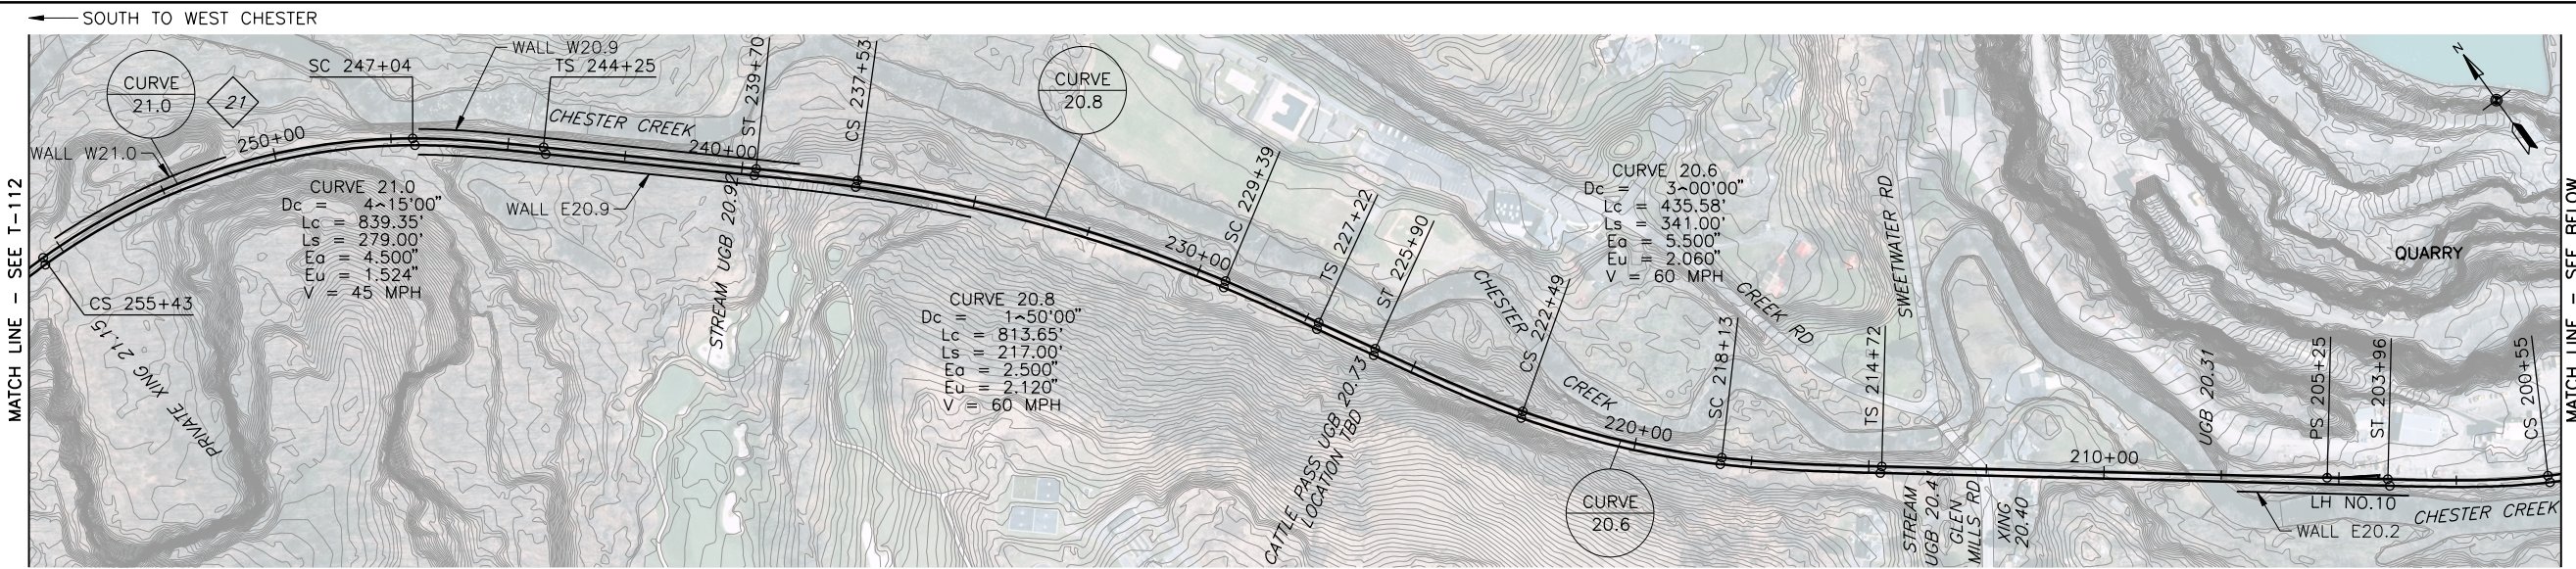 SOUTH TO WEST CHESTER
MATCH LINE - SEE T-112
CURVE
21.0
21
SC 247+04
WALL W20.9
TS 244+25
CHESTER CREEK
ST 239+70
CS 237+53
CURVE
20.8
250+00
240+00
WALL W21.0
CURVE 21.0
Dc = 4^15'00"
Lc = 839.35'
Ls = 279.00'
Ea = 4.500"
Eu = 1.524"
V = 45 MPH
WALL E20.9
STREAM UGB 20.92
CS 255+43
PRIVATE XING 21.15
230+00
SC 229+39
TS 227+22
ST 225+90
CURVE 20.8
Dc = 1^50'00"
Lc = 813.65'
Ls = 217.00'
Ea = 2.500"
Eu = 2.120"
V = 60 MPH
CATTLE PASS UGB 20.73
LOCATION TBD
CHESTER
CREEK
CS 222+49
CURVE 20.6
Dc = 3^00'00"
Lc = 435.58'
Ls = 341.00'
Ea = 5.500"
Eu = 2.060"
V = 60 MPH
220+00
CURVE
20.6
SC 218+13
CREEK RD
SWEETWATER RD
TS 214+72
STREAM
UGB 20.4
GLEN
MILLS RD
XING
20.40
210+00
UGB 20.31
PS 205+25
ST 203+96
CS 200+55
LH NO.10
WALL E20.2
CHESTER CREEK
QUARRY
N
MATCH LINE - SEE BELOW